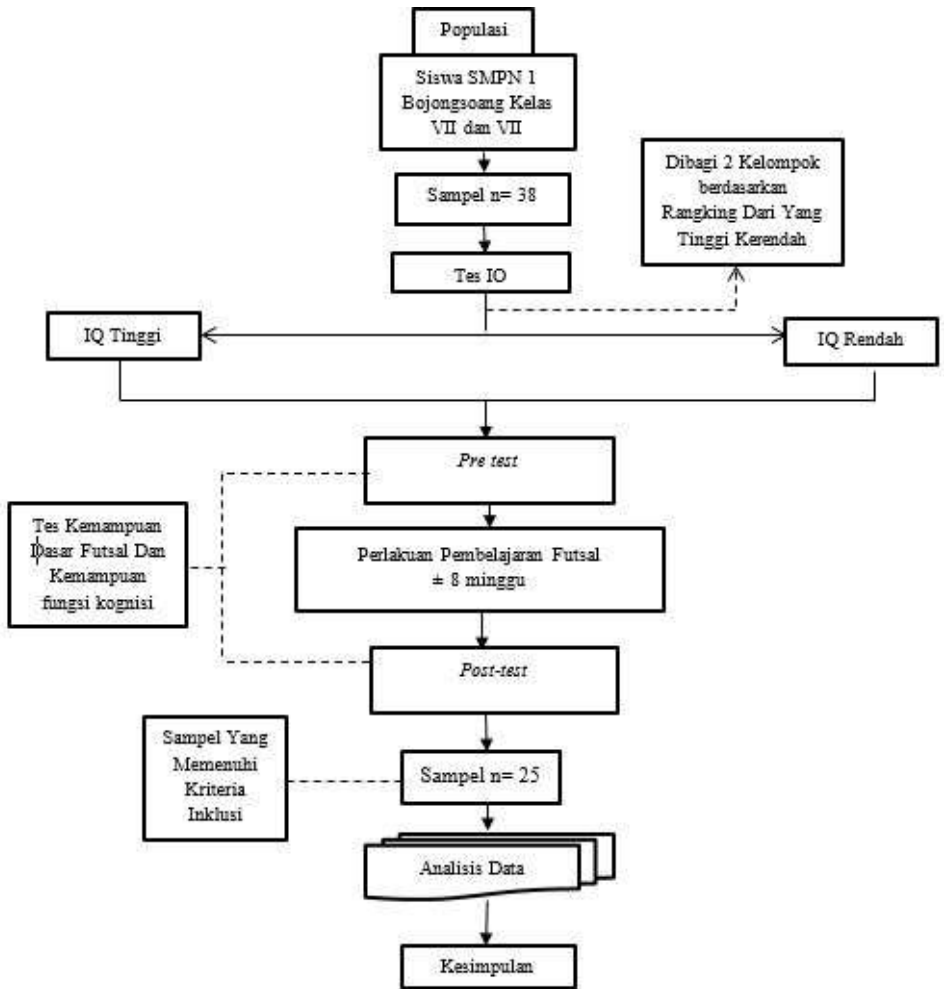 Populasi
Siswa SMPN 1
Bojongsoang Kelas
VII dan VII
Dibagi 2 Kelompok
berdasarkan
Rangking Dari Yang
Tinggi Kerendah
Sampel n= 38
Tes IO
IQ Tinggi
IQ Rendah
Pre test
Tes Kemampuan
Dasar Futsal Dan
Kemampuan
fungsi kognisi
Perlakuan Pembelajaran Futsal
± 8 minggu
Post-test
Sampel Yang
Memenuhi
Kriteria
Inklusi
Sampel n= 25
Analisis Data
Kesimpulan